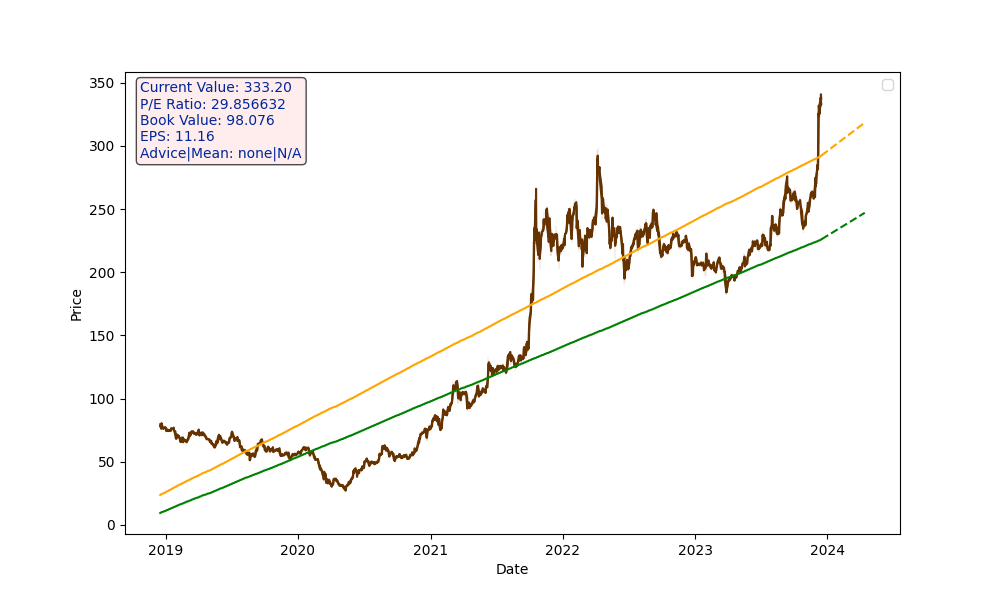 Current Value: 333.20
P/E Ratio: 29.856632
Book Value: 98.076
EPS: 11.16
Advice|Mean: none|N/A
350
300
250
200
150
100
50
0
Price
2019 2020 2021 2022 2023 2024
Date